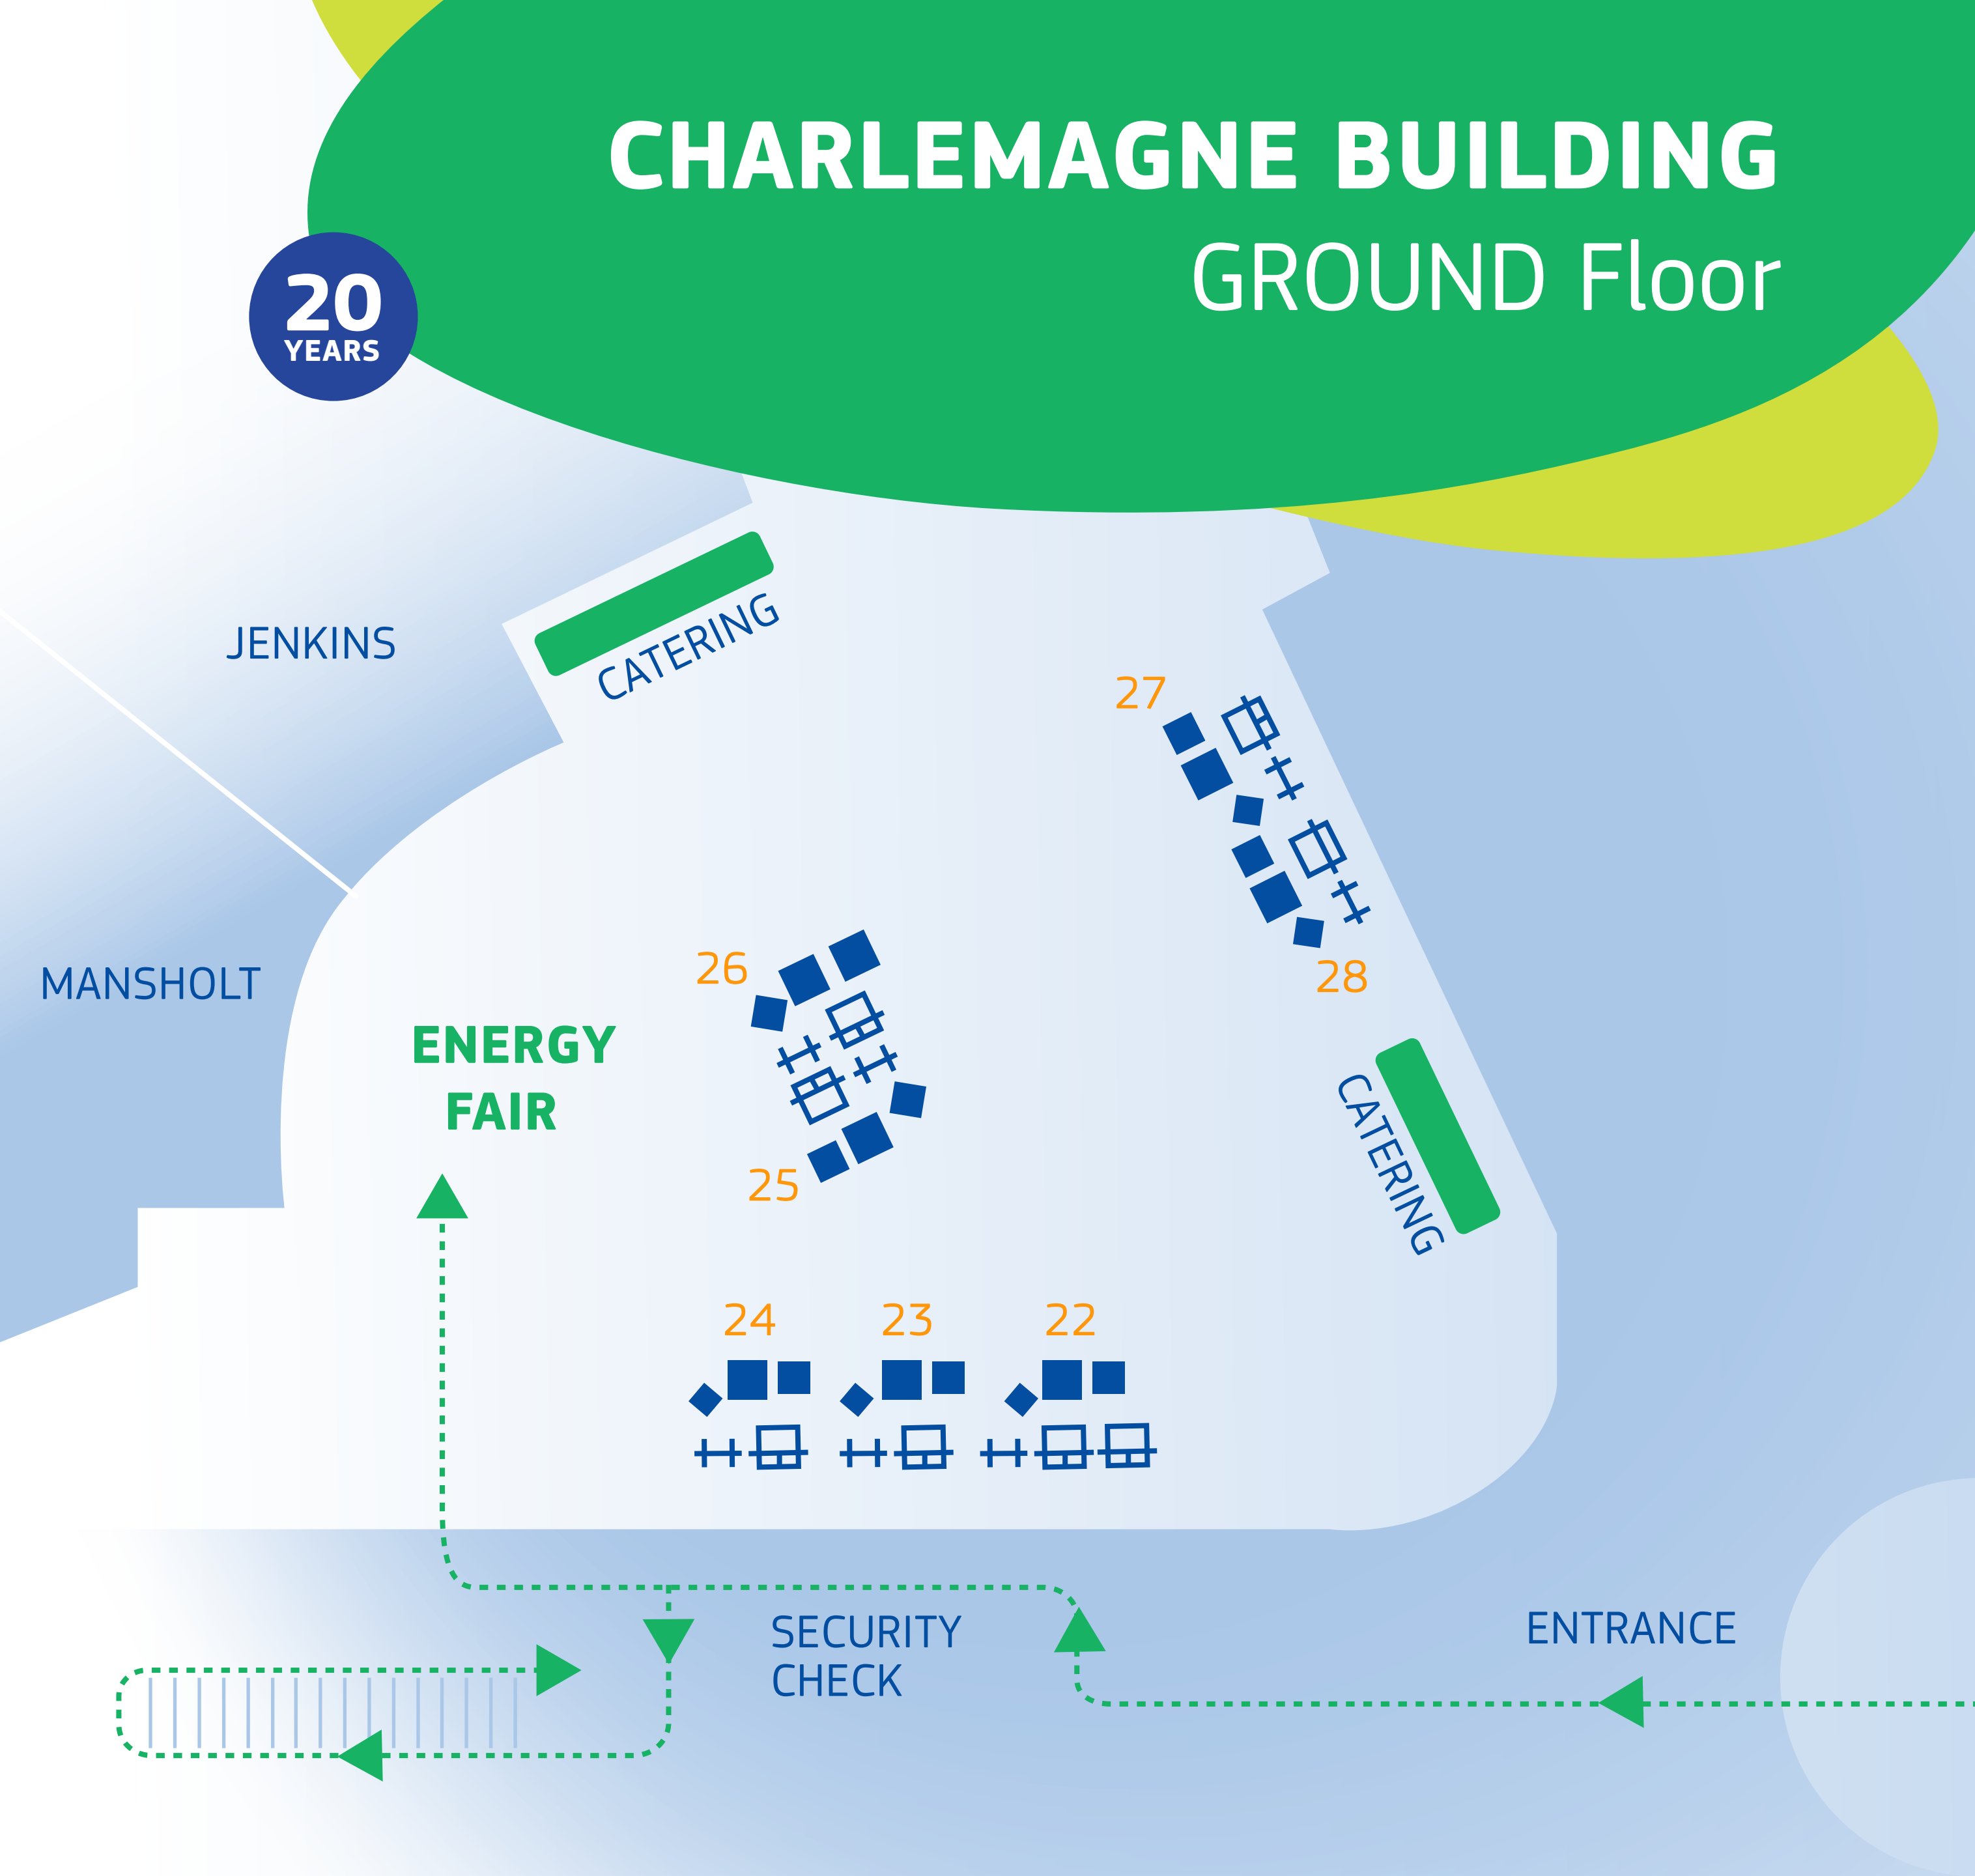 CHARLEMAGNE BUILDING
GROUND Floor
20
YEARS
JENKINS
CATERING
27
MANSHOLT
26
28
ENERGY
FAIR
CATERING
25
24 23 22
SECURITY
CHECK
ENTRANCE